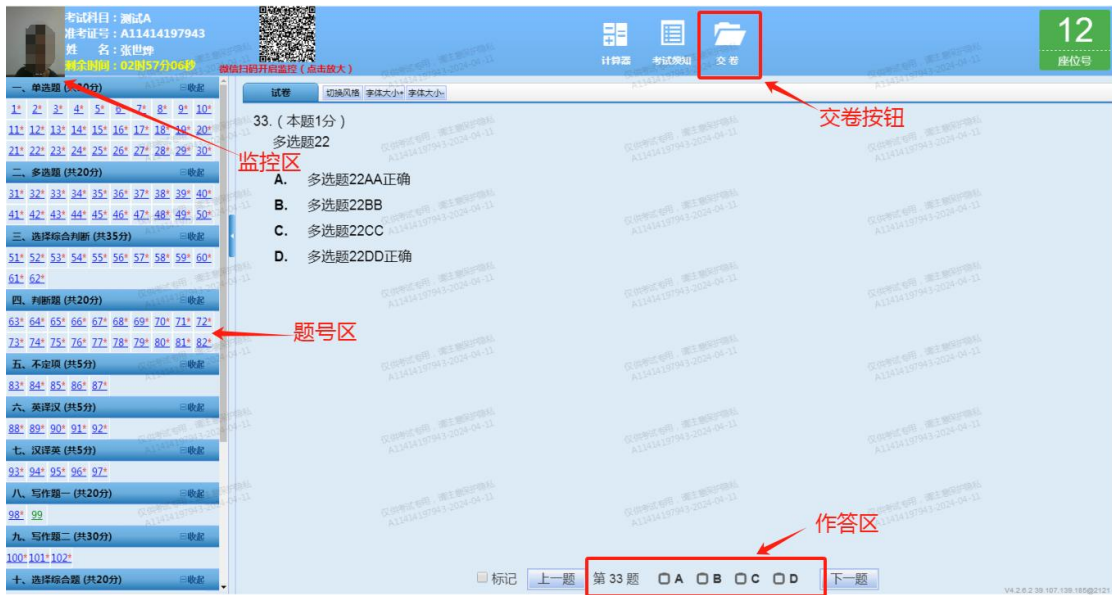 考试科目：测试A
准考证号：A11414197943
姓 名：张世烨
剩余时间：02时57分06秒
微信扫码开启监控（点击放大）
计算器 考试须知 交卷
12
座位号
交卷按钮
监控区
题号区
作答区
一、单选题 (共30分) 收起
1* 2* 3* 4* 5* 6* 7* 8* 9* 10*
11* 12* 13* 14* 15* 16* 17* 18* 19* 20*
21* 22* 23* 24* 25* 26* 27* 28* 29* 30*
二、多选题 (共20分) 收起
31* 32* 33* 34* 35* 36* 37* 38* 39* 40*
41* 42* 43* 44* 45* 46* 47* 48* 49* 50*
三、选择综合判断 (共35分) 收起
51* 52* 53* 54* 55* 56* 57* 58* 59* 60*
61* 62*
四、判断题 (共20分) 收起
63* 64* 65* 66* 67* 68* 69* 70* 71* 72*
73* 74* 75* 76* 77* 78* 79* 80* 81* 82*
五、不定项 (共5分) 收起
83* 84* 85* 86* 87*
六、英译汉 (共5分) 收起
88* 89* 90* 91* 92*
七、汉译英 (共5分) 收起
93* 94* 95* 96* 97*
八、写作题一 (共20分) 收起
98* 99
九、写作题二 (共30分) 收起
100* 101* 102*
十、选择综合题 (共20分) 收起
试卷 切换风格 字体大小+ 字体大小-
33.（本题1分）
多选题22
A. 多选题22AA正确
B. 多选题22BB
C. 多选题22CC
D. 多选题22DD正确
标记 上一题 第 33 题 A B C D 下一题
V4.2.6.2 39.107.139.185@2121